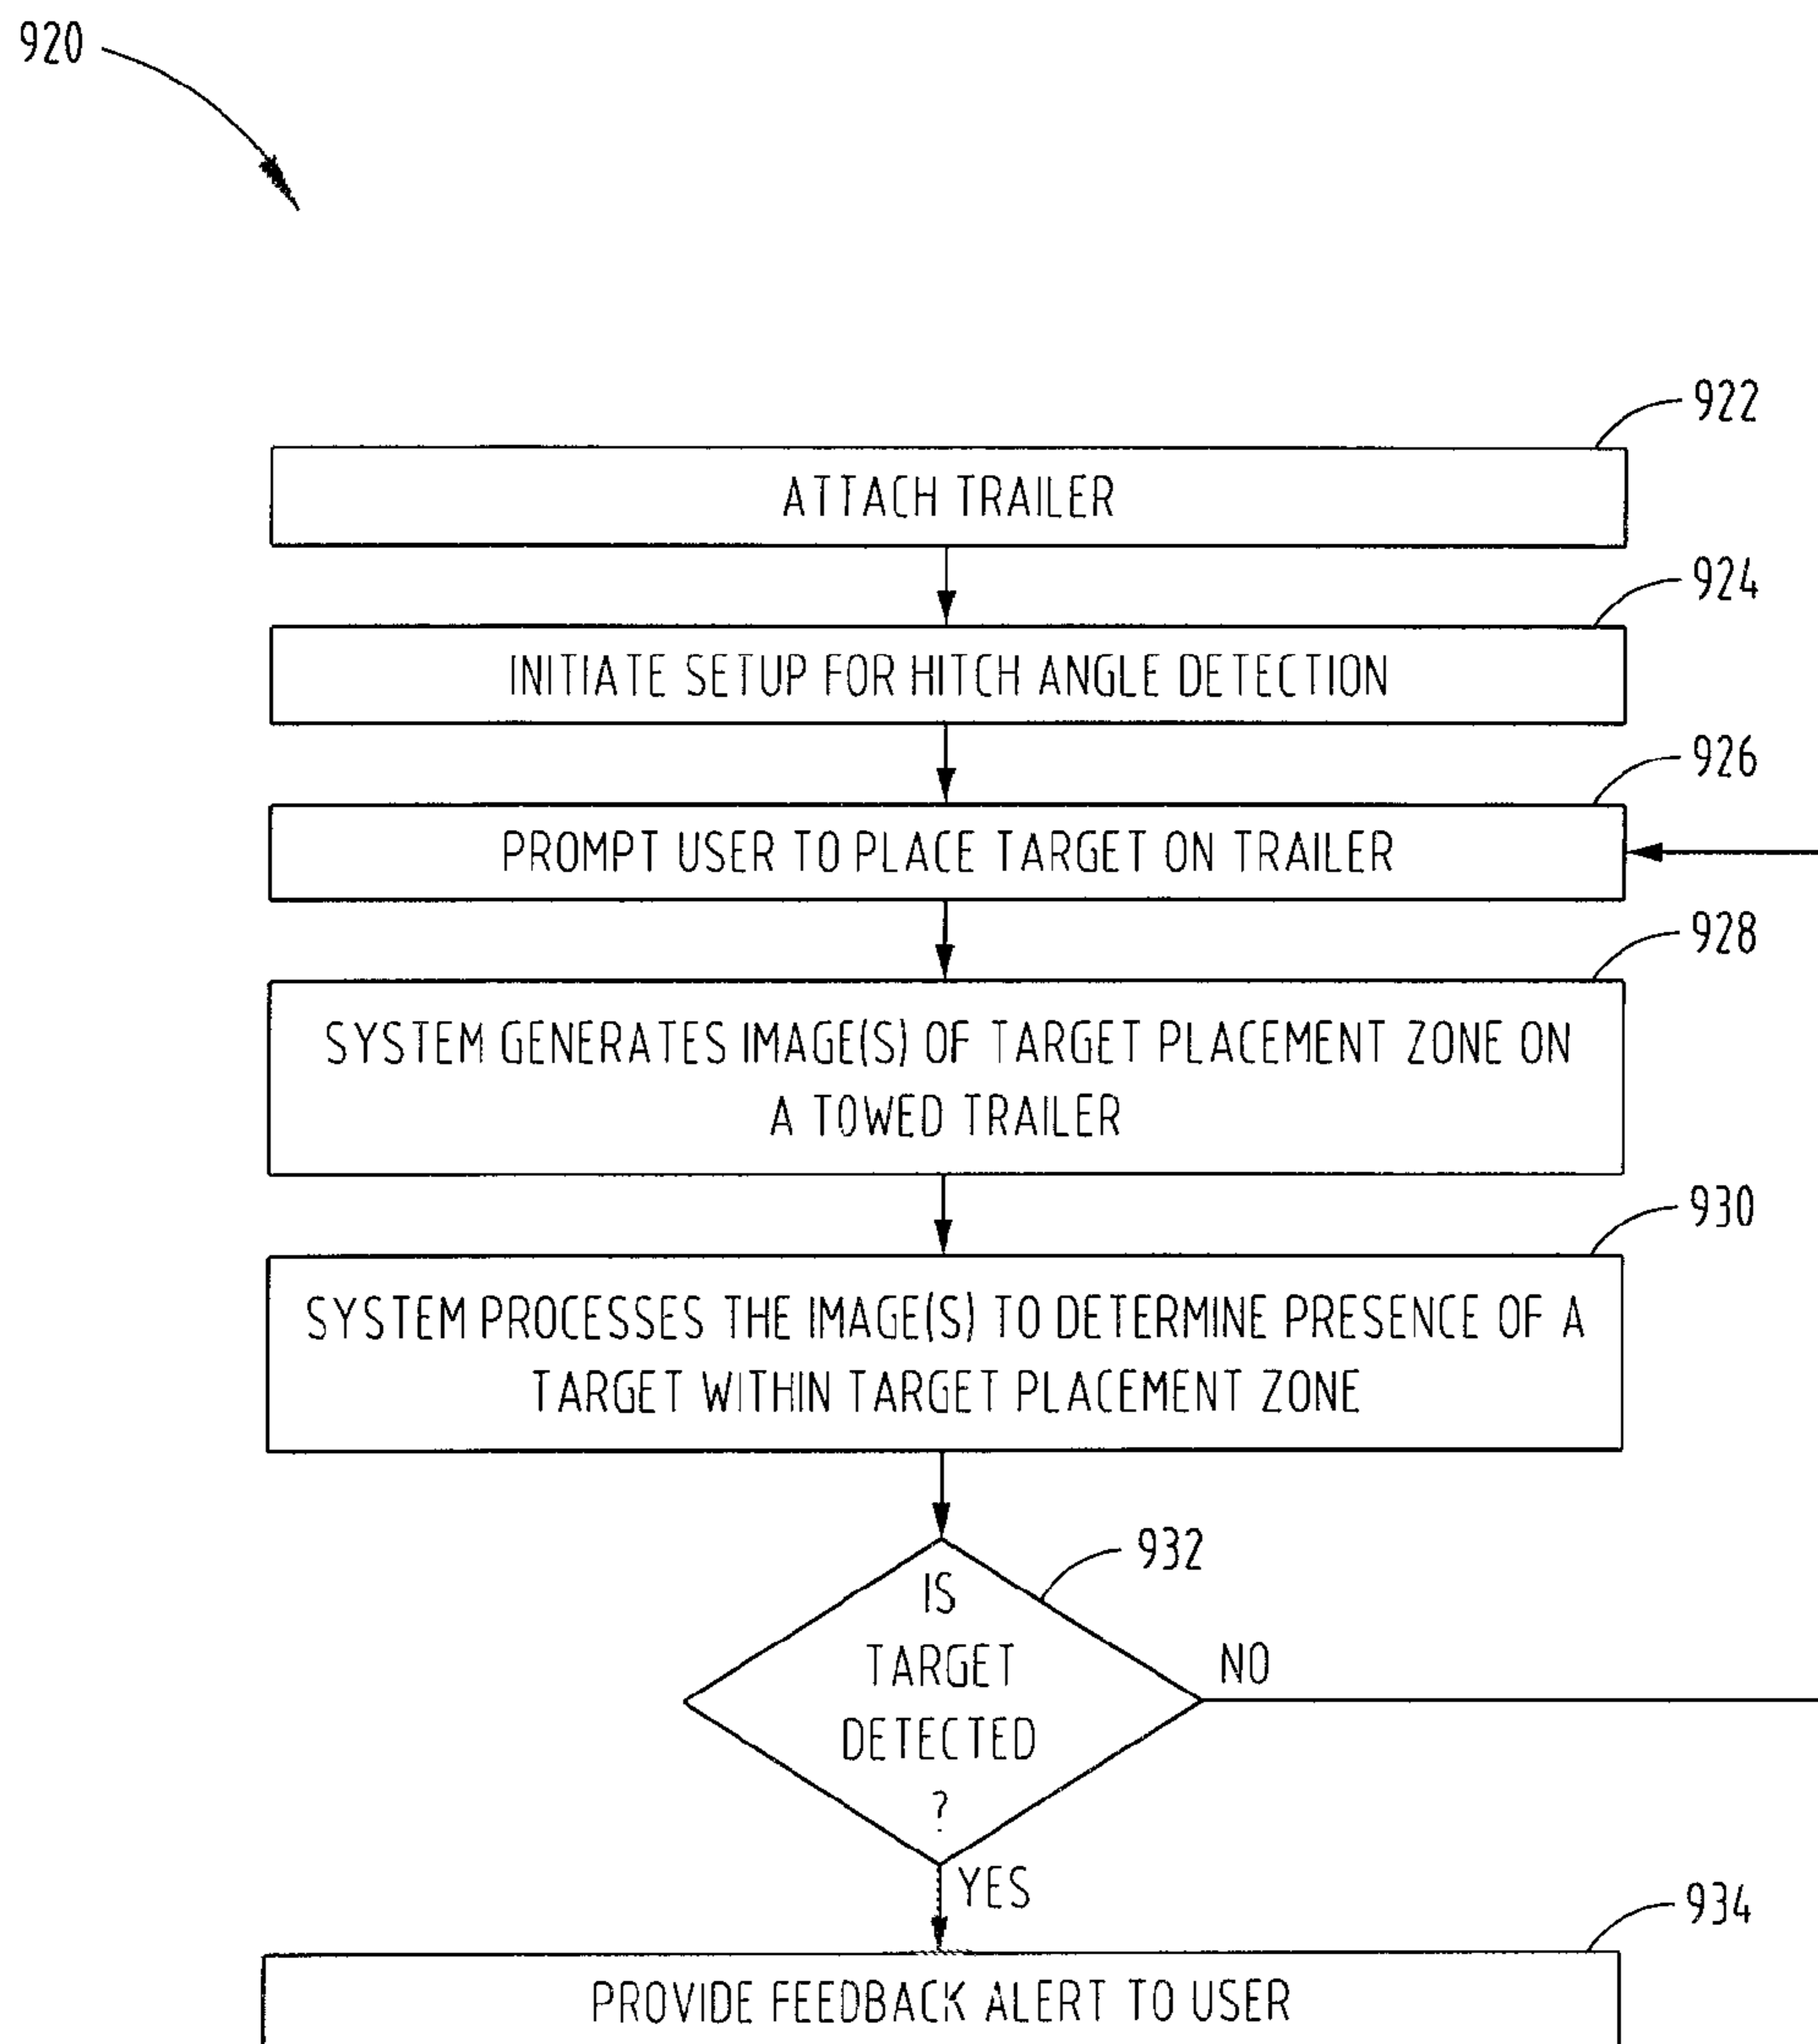 920
922
ATTACH TRAILER
924
INITIATE SETUP FOR HITCH ANGLE DETECTION
926
PROMPT USER TO PLACE TARGET ON TRAILER
928
SYSTEM GENERATES IMAGE(S) OF TARGET PLACEMENT ZONE ON
A TOWED TRAILER
930
SYSTEM PROCESSES THE IMAGE(S) TO DETERMINE PRESENCE OF A
TARGET WITHIN TARGET PLACEMENT ZONE
932
IS
TARGET
DETECTED
?
NO
YES
934
PROVIDE FEEDBACK ALERT TO USER